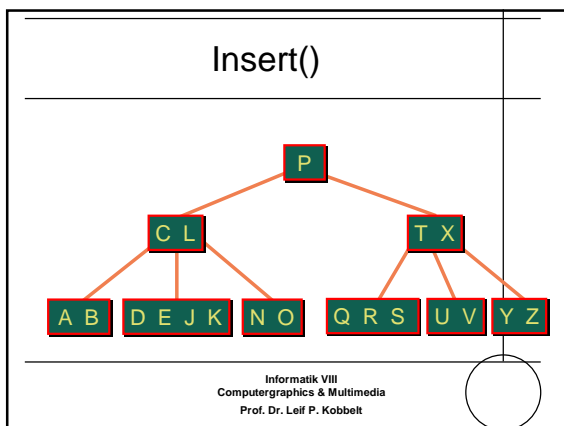 Insert()
P
C L
T X
A B
D E J K
N O
Q R S
U V
Y Z
Informatik VIII
Computergraphics & Multimedia
Prof. Dr. Leif P. Kobbelt